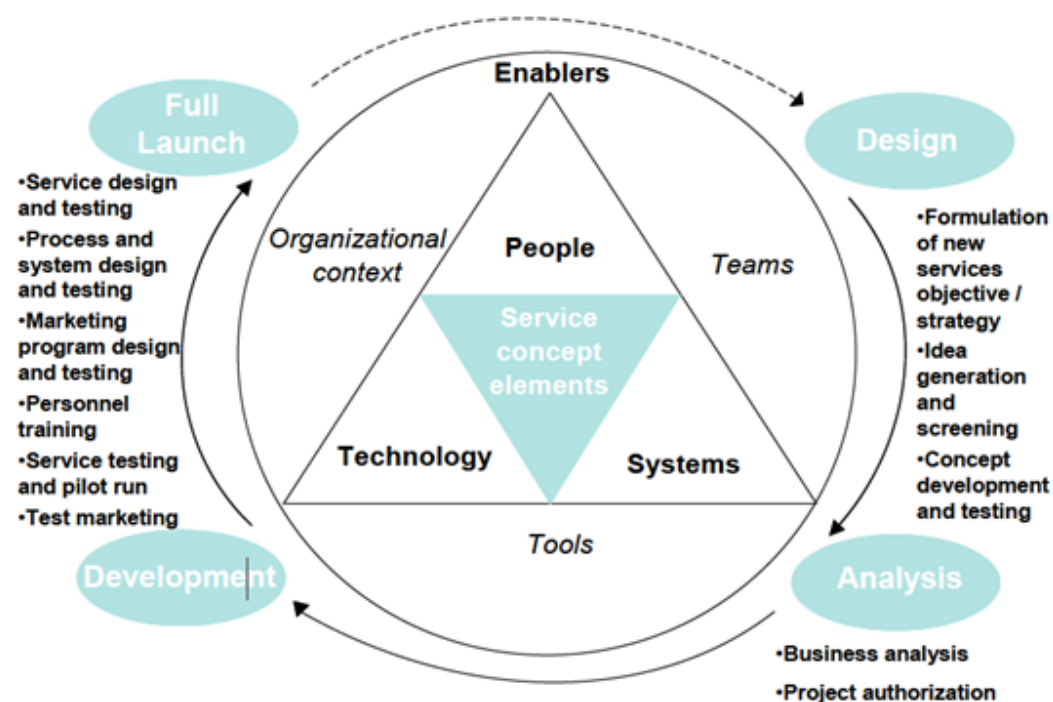 Enablers
Full
Launch
Design
•Service design
and testing
•Process and
system design
and testing
•Marketing
program design
and testing
•Personnel
training
•Service testing
and pilot run
•Test marketing
Organizational
context
People
Teams
Service
concept
elements
Technology
Systems
Tools
•Formulation
of new
services
objective /
strategy
•Idea
generation
and
screening
•Concept
development
and testing
Development
Analysis
•Business analysis
•Project authorization